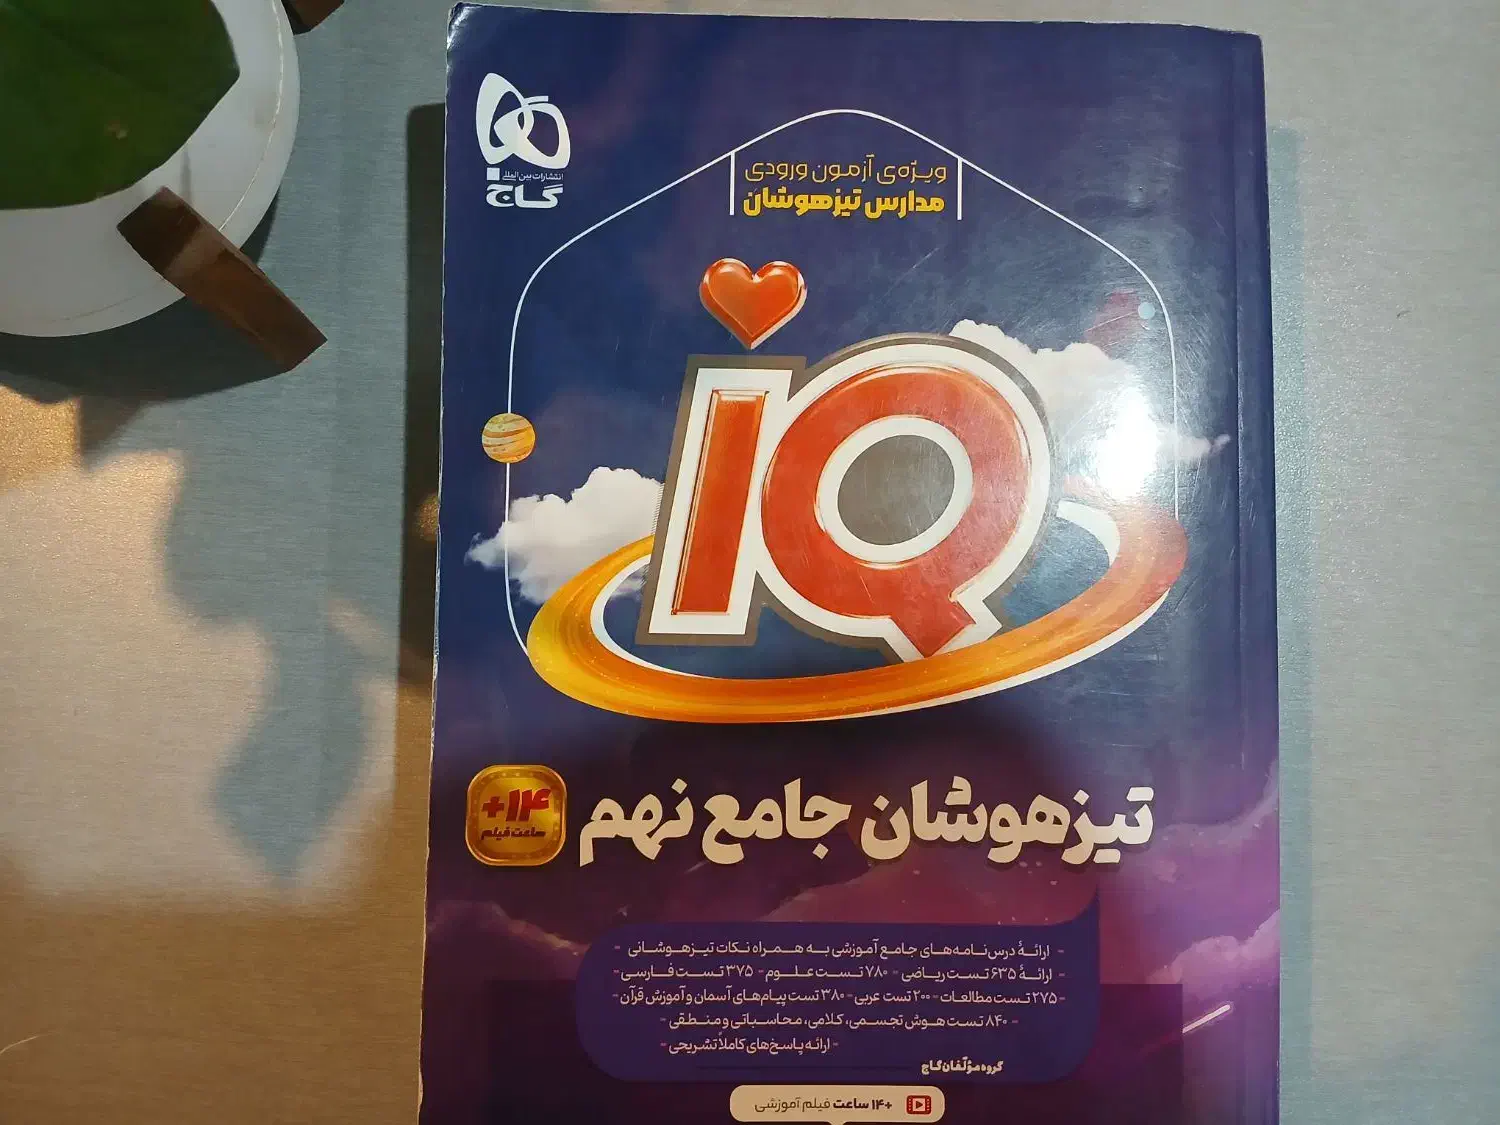 انتشارات بین‌المللی
گاج
ویژه‌ی آزمون ورودی
مدارس تیزهوشان
IQ
تیزهوشان جامع نهم
+۱۴
ساعت فیلم
- ارائهٔ درس‌نامه‌های جامع آموزشی به همراه نکات تیزهوشانی -
- ارائهٔ ۶۳۵ تست ریاضی - ۷۸۰ تست علوم - ۳۷۵ تست فارسی -
- ۲۷۵ تست مطالعات - ۲۰۰ تست عربی - ۳۸۰ تست پیام‌های آسمان و آموزش قرآن -
- ۸۴۰ تست هوش تجسمی، کلامی، محاسباتی و منطقی -
- ارائه پاسخ‌های کاملاً تشریحی -
گروه مؤلفان گاج
+۱۴ ساعت فیلم آموزشی